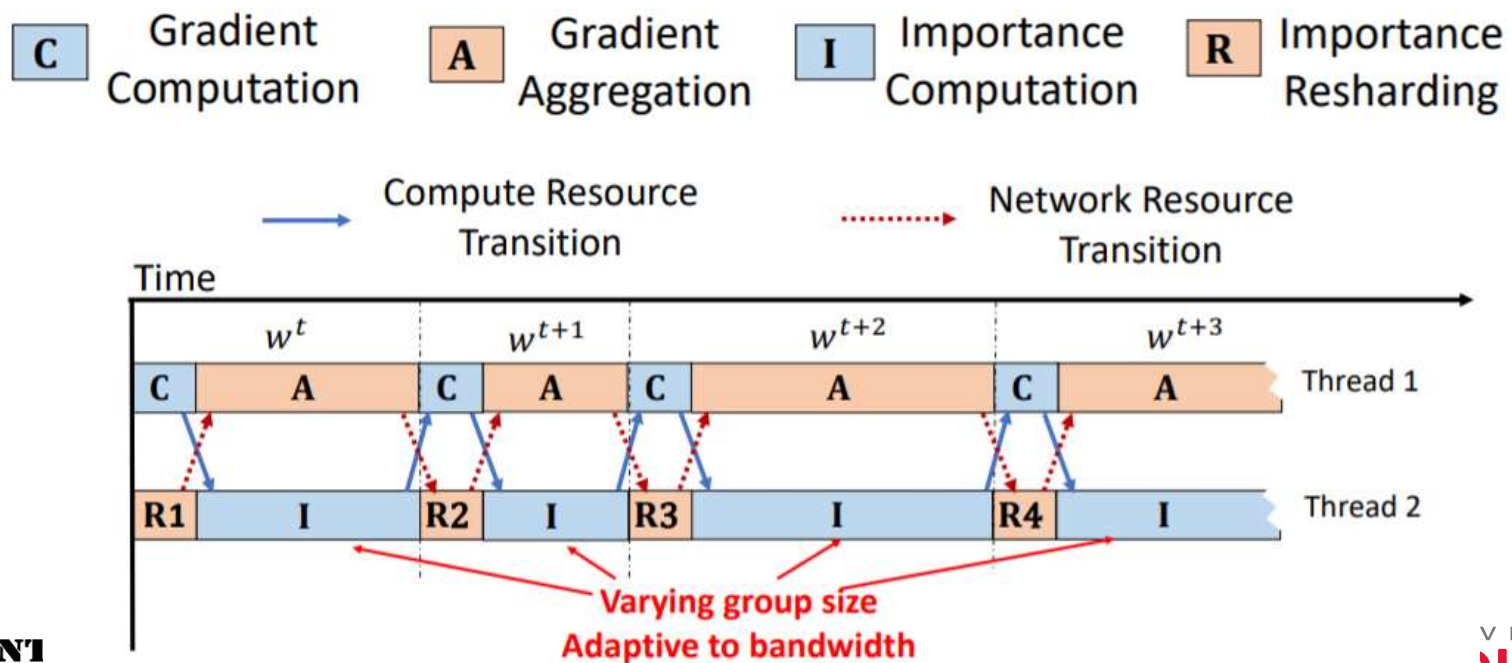 C
Gradient
Computation
A
Gradient
Aggregation
I
Importance
Computation
R
Importance
Resharding
Compute Resource
Transition
Network Resource
Transition
Time
w^t w^{t+1} w^{t+2} w^{t+3}
C A C A C A C A Thread 1
R1 I R2 I R3 I R4 I Thread 2
Varying group size
Adaptive to bandwidth